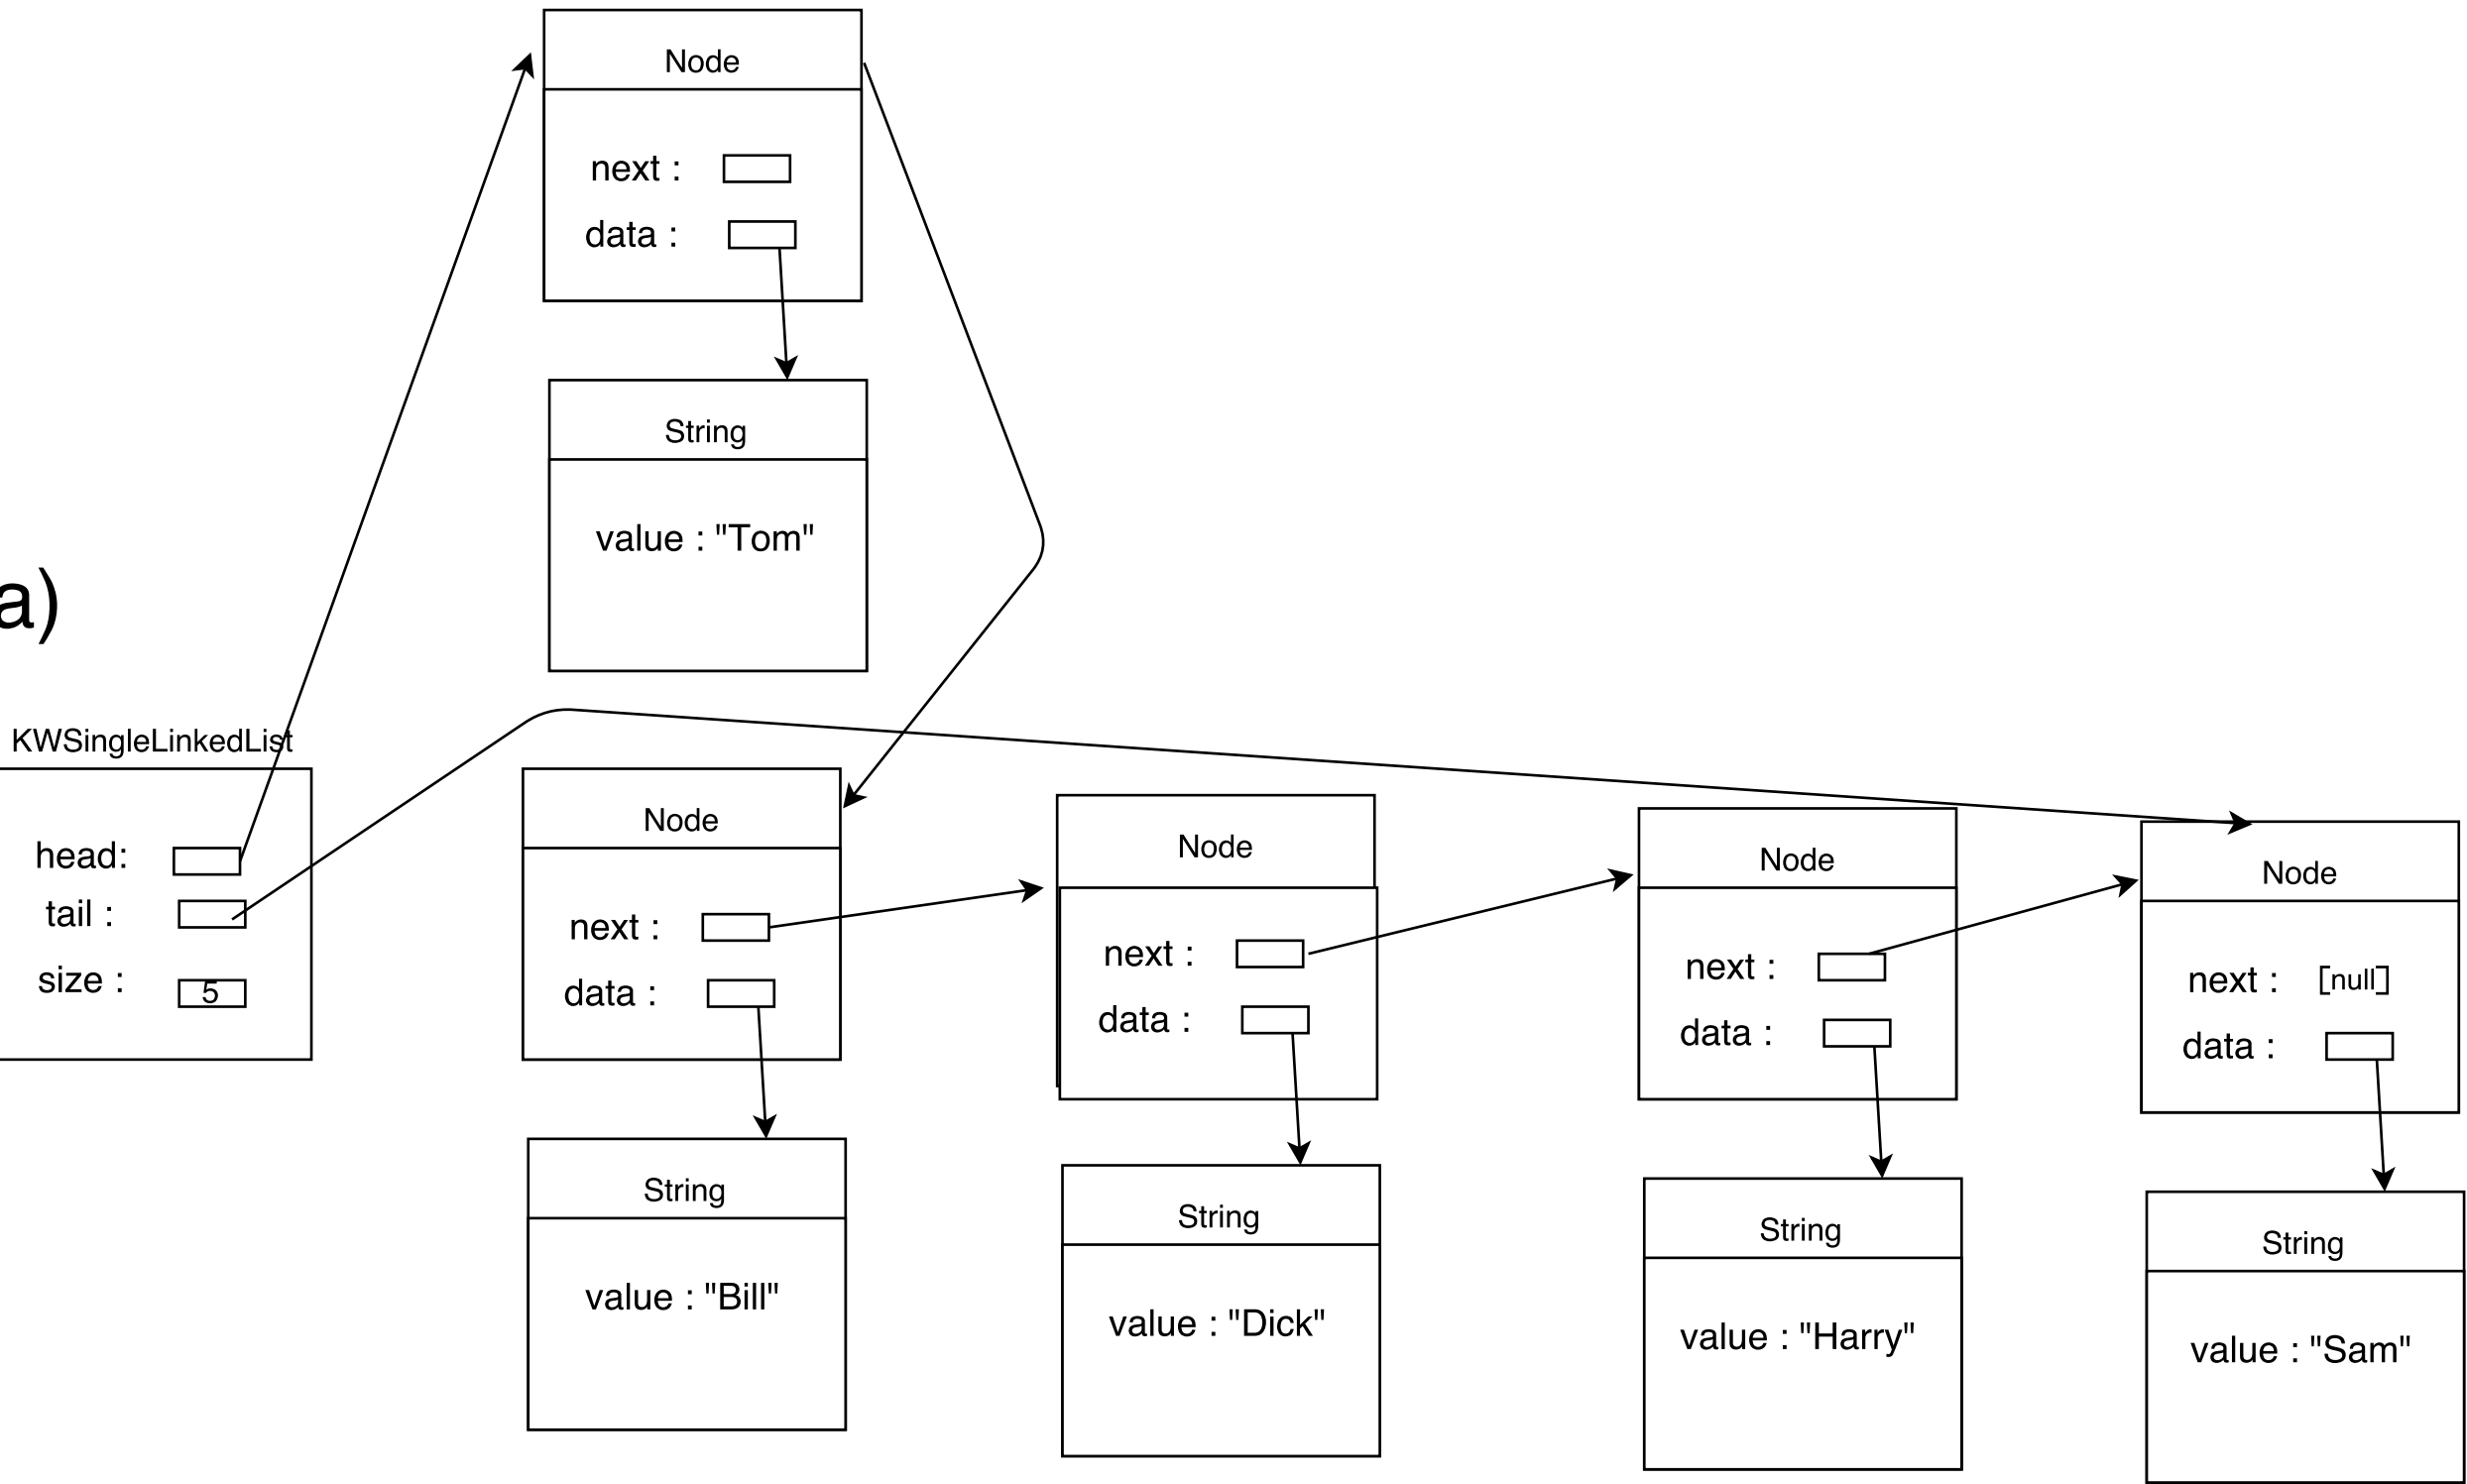 Node
next :
data :
String
value : "Tom"
a)
KWSingleLinkedList
head:
tail :
size : 5
Node
next :
data :
String
value : "Bill"
Node
next :
data :
String
value : "Dick"
Node
next :
data :
String
value : "Harry"
Node
next : [null]
data :
String
value : "Sam"